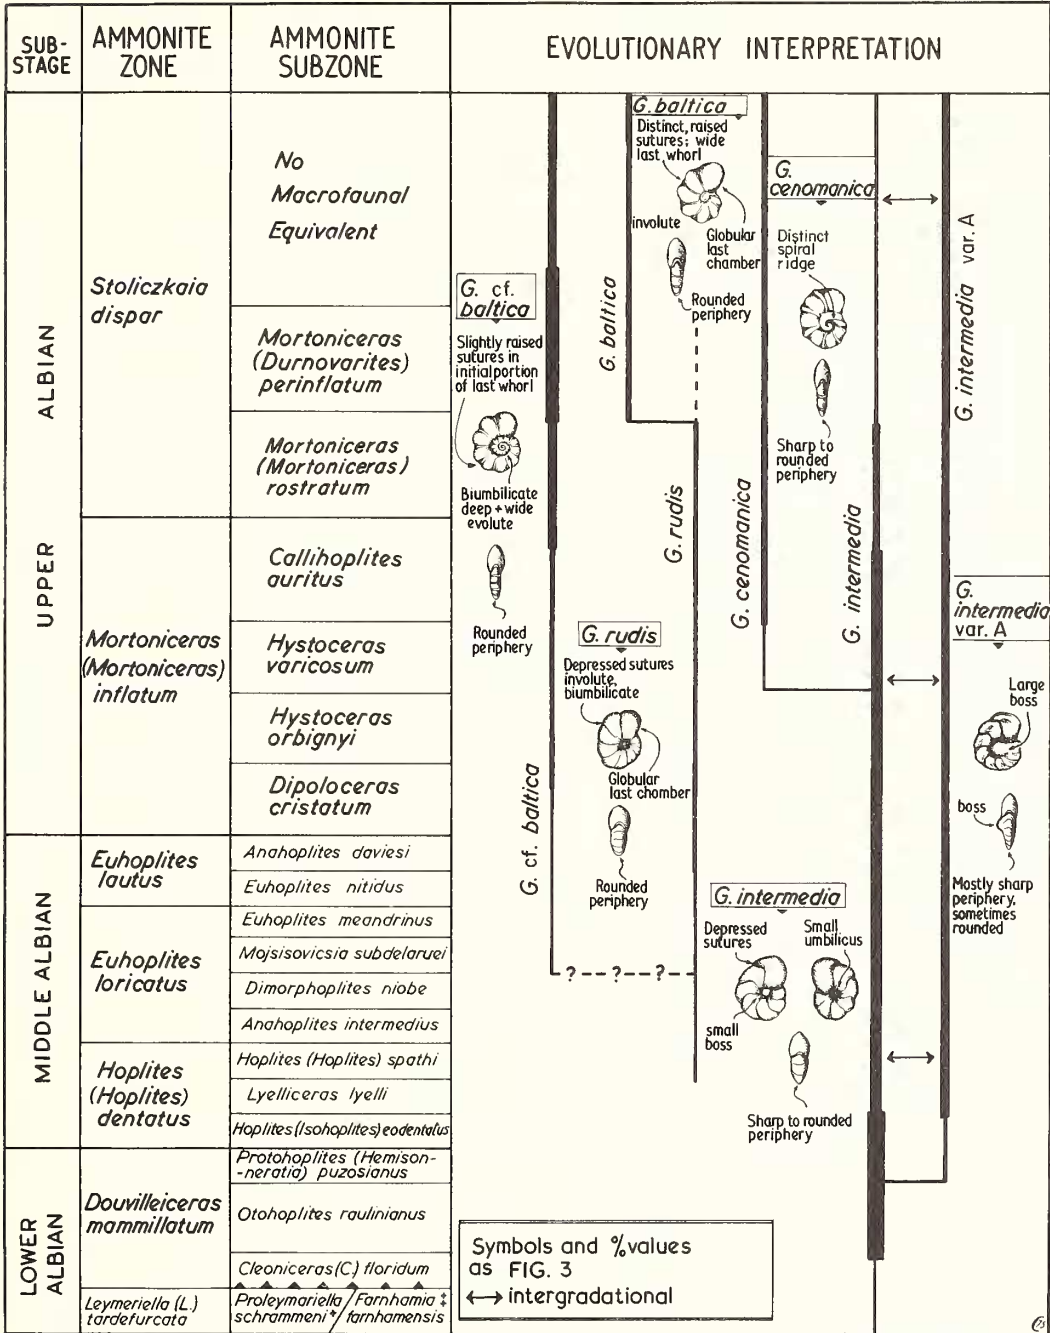 SUB-
STAGE
AMMONITE
ZONE
AMMONITE
SUBZONE
EVOLUTIONARY INTERPRETATION
UPPER ALBIAN
MIDDLE ALBIAN
LOWER
ALBIAN
Stoliczkaia
dispar
Mortoniceras
(Mortoniceras)
inflatum
Euhoplites
lautus
Euhoplites
loricatus
Hoplites
(Hoplites)
dentatus
Douvilleiceras
mammillatum
Leymeriella (L.)
tardefurcata
No
Macrofaunal
Equivalent
Mortoniceras
(Durnovarites)
perinflatum
Mortoniceras
(Mortoniceras)
rostratum
Callihoplites
auritus
Hystoceras
varicosum
Hystoceras
orbignyi
Dipoloceras
cristatum
Anahoplites daviesi
Euhoplites nitidus
Euhoplites meandrinus
Mojsisovicsia subdelaruei
Dimorphoplites niobe
Anahoplites intermedius
Hoplites (Hoplites) spathi
Lyelliceras lyelli
Hoplites (Isohoplites) eodentatus
Protohoplites (Hemison-
-neratia) puzosianus
Otohoplites raulinianus
Cleoniceras (C.) floridum
Proleymariella / Farnhamia ‡
schrammeni + / farnhamensis
G. cf.
baltica
Slightly raised
sutures in
initial portion
of last whorl
Biumbilicate
deep + wide
evolute
Rounded
periphery
G. cf. baltica
G. baltica
G. baltica
Distinct, raised
sutures; wide
last whorl
involute
Globular
last
chamber
Rounded
periphery
G. rudis
G. rudis
Depressed sutures
involute,
biumbilicate
Globular
last chomber
Rounded
periphery
? - - ? - - ?
G. cenomanica
G.
cenomanica
Distinct
spiral
ridge
Sharp to
rounded
periphery
G. intermedia
G. intermedia
Depressed
sutures
Small
umbilicus
small
boss
Sharp to rounded
periphery
G. intermedia var. A
G.
intermedia
var. A
Large
boss
boss
Mostly sharp
periphery,
sometimes
rounded
Symbols and % values
as FIG. 3
↔ intergradational